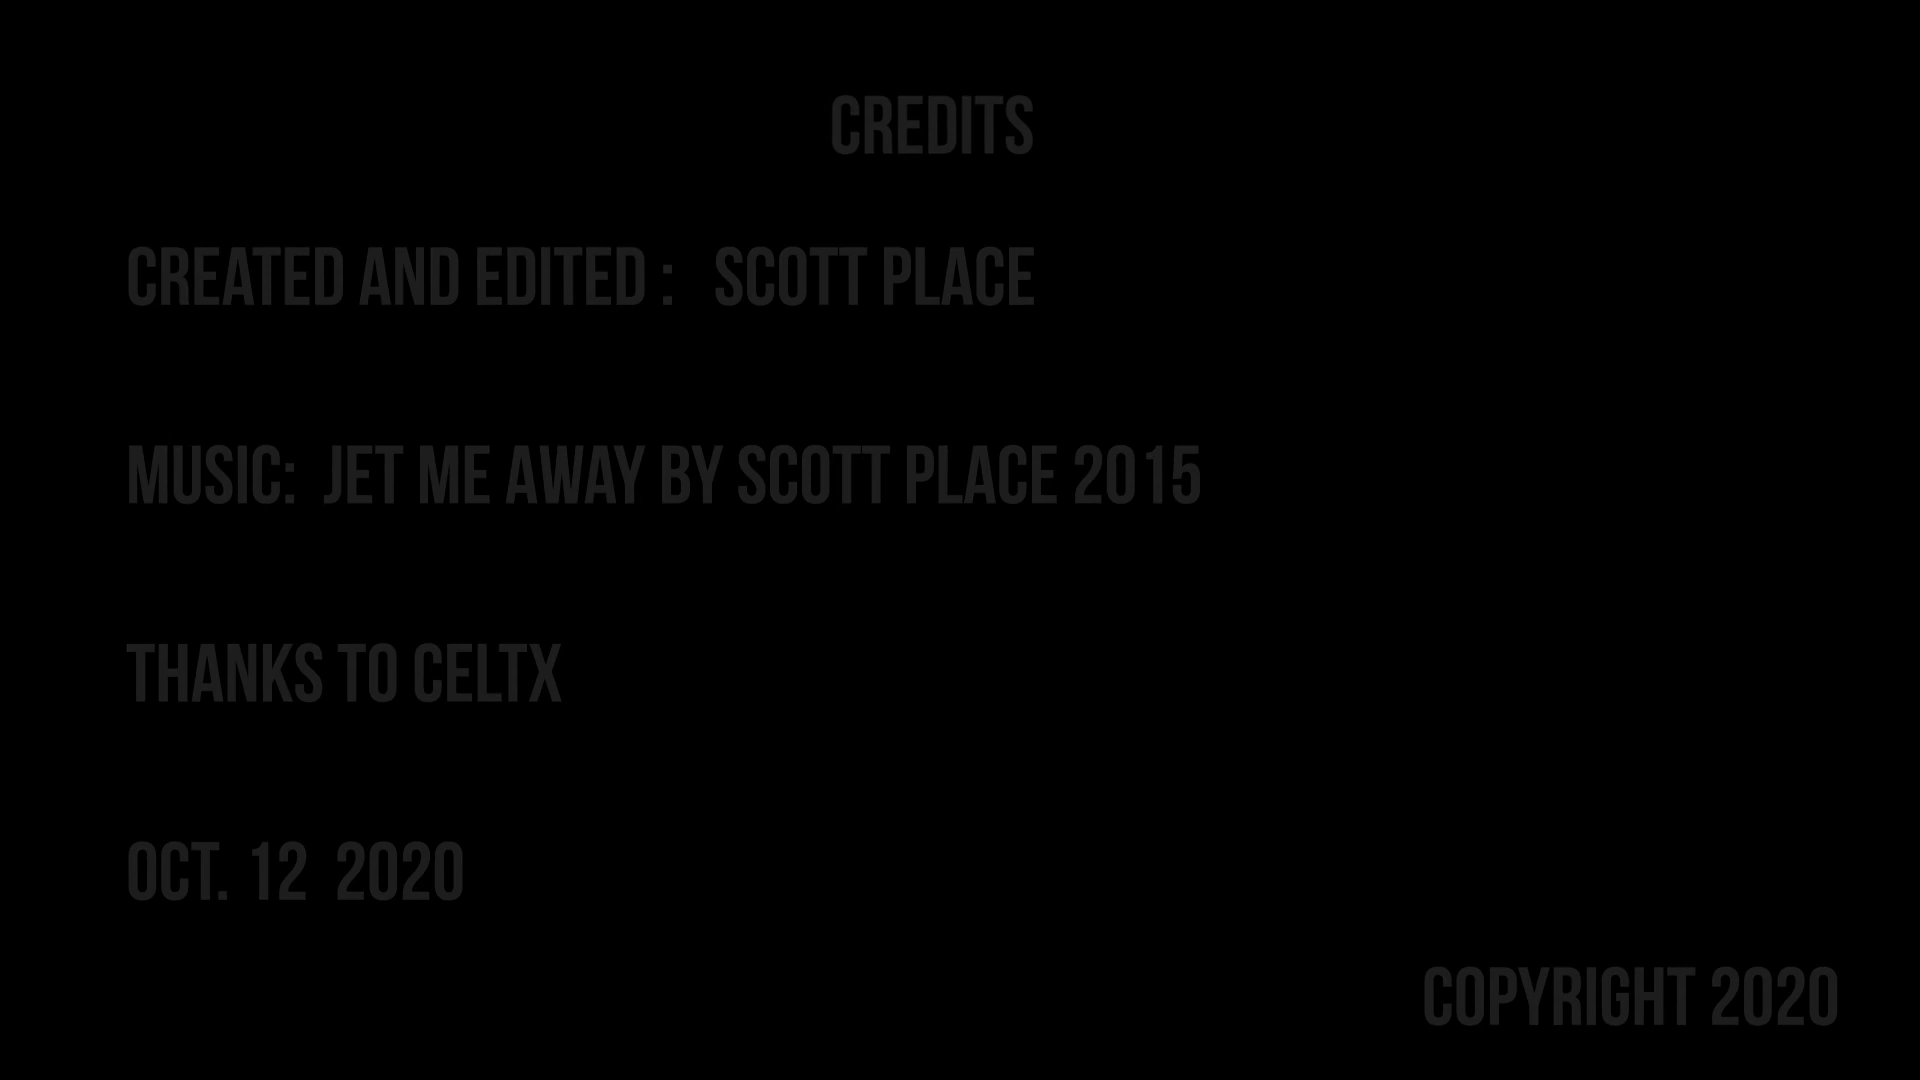 CREDITS
CREATED AND EDITED :   SCOTT PLACE
MUSIC:  JET ME AWAY BY SCOTT PLACE 2015
THANKS TO CELTX
OCT. 12  2020
COPYRIGHT 2020